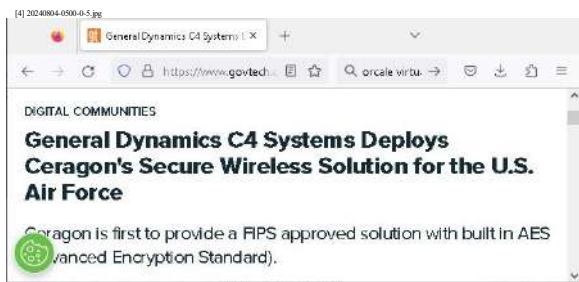 [4] 20240804-0500-0-5.jpg
General Dynamics C4 Systems
https://www.govtech.
orcale virtu
DIGITAL COMMUNITIES
General Dynamics C4 Systems Deploys
Ceragon's Secure Wireless Solution for the U.S.
Air Force
Ceragon is first to provide a FIPS approved solution with built in AES
vanced Encryption Standard).